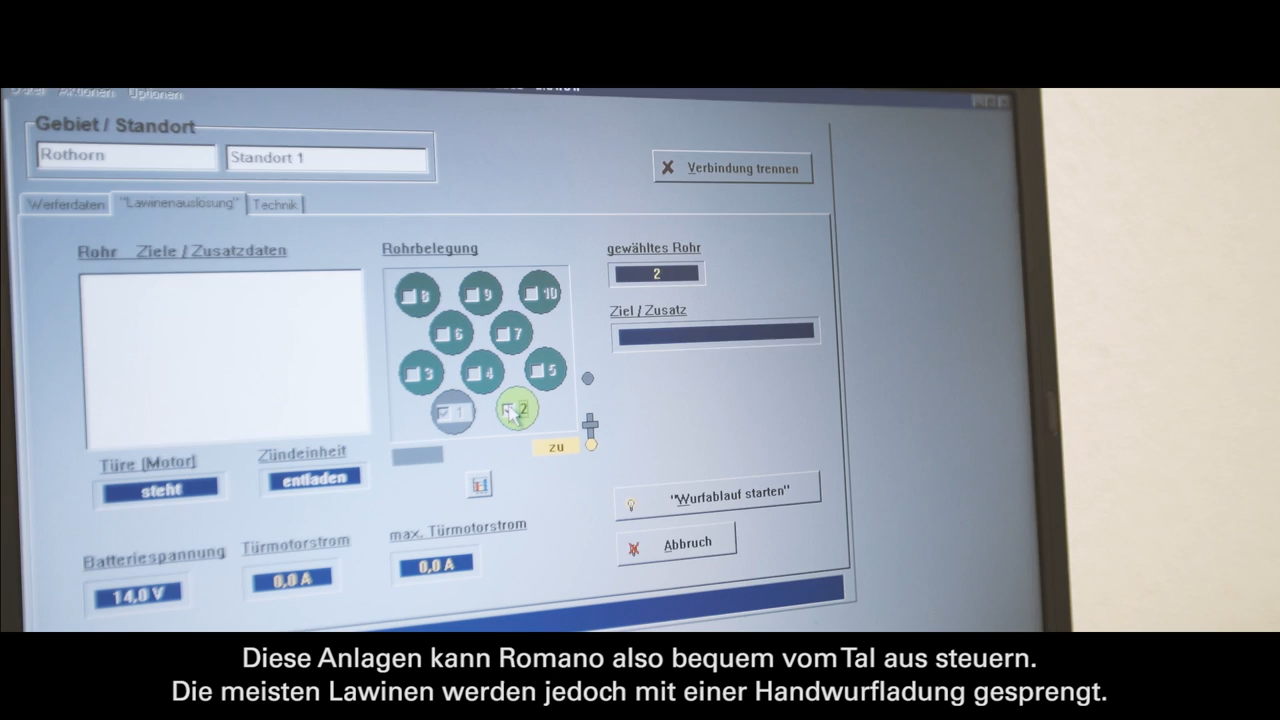 Datei Aktionen Optionen
Gebiet / Standort
Rothorn
Standort 1
Verbindung trennen
Werferdaten
"Lawinenauslösung"
Technik
Rohr Ziele / Zusatzdaten
Rohrbelegung
gewähltes Rohr
2
8 9 10
6 7
3 4 5
1 2
Ziel / Zusatz
zu
Türe [Motor]
steht
Zündeinheit
entladen
"Wurfablauf starten"
Abbruch
Batteriespannung
14,0 V
Türmotorstrom
0,0 A
max. Türmotorstrom
0,0 A
Diese Anlagen kann Romano also bequem vom Tal aus steuern.
Die meisten Lawinen werden jedoch mit einer Handwurfladung gesprengt.